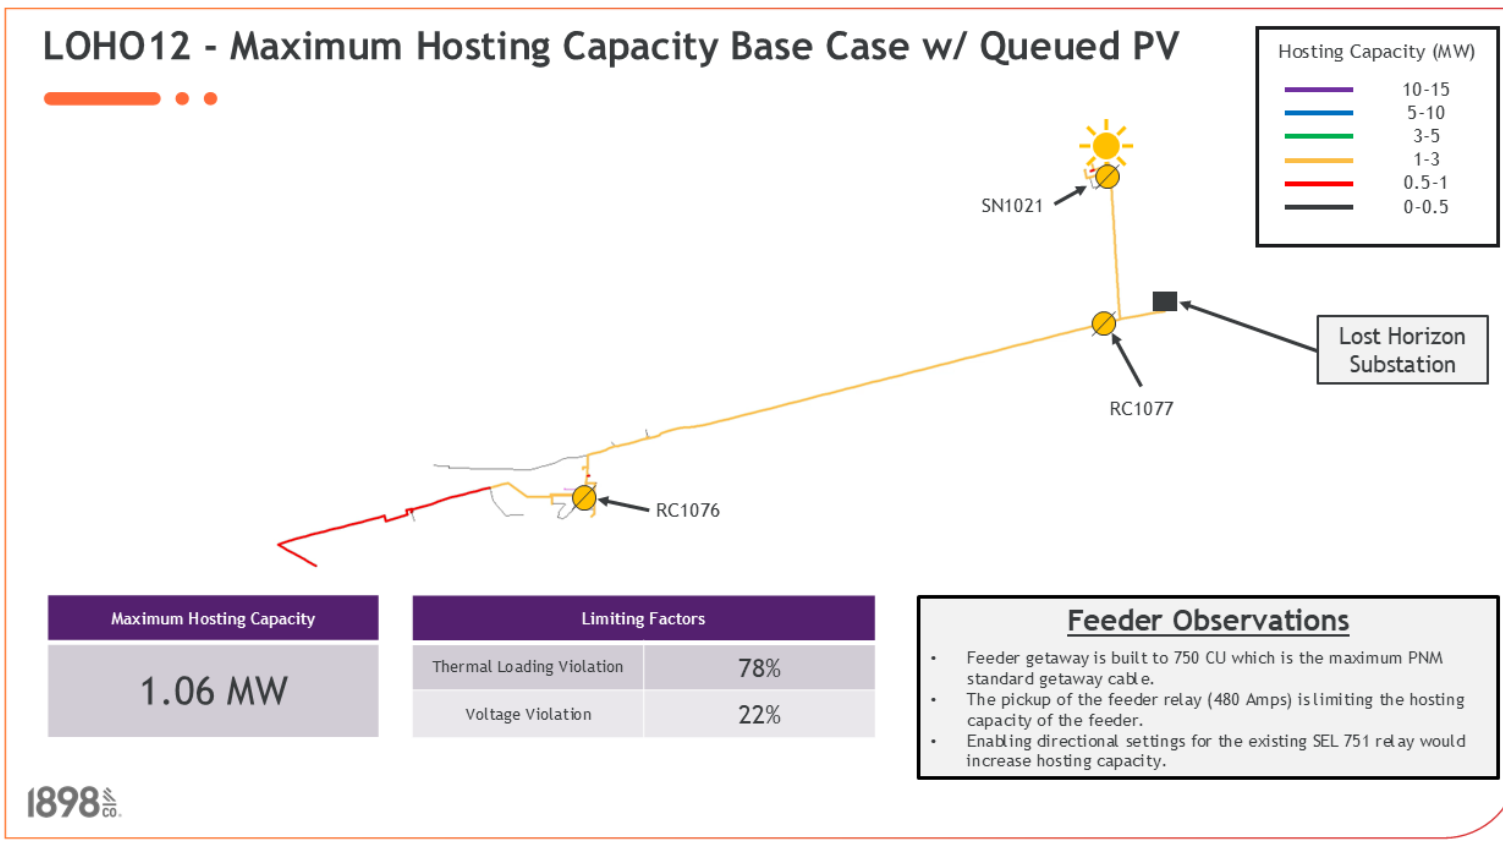 LOHO12 - Maximum Hosting Capacity Base Case w/ Queued PV
Hosting Capacity (MW)
10-15
5-10
3-5
1-3
0.5-1
0-0.5
SN1021
Lost Horizon
Substation
RC1077
RC1076
Maximum Hosting Capacity
1.06 MW
Limiting Factors
Thermal Loading Violation 78%
Voltage Violation 22%
Feeder Observations
• Feeder getaway is built to 750 CU which is the maximum PNM
standard getaway cable.
• The pickup of the feeder relay (480 Amps) is limiting the hosting
capacity of the feeder.
• Enabling directional settings for the existing SEL 751 relay would
increase hosting capacity.
1898 & CO.